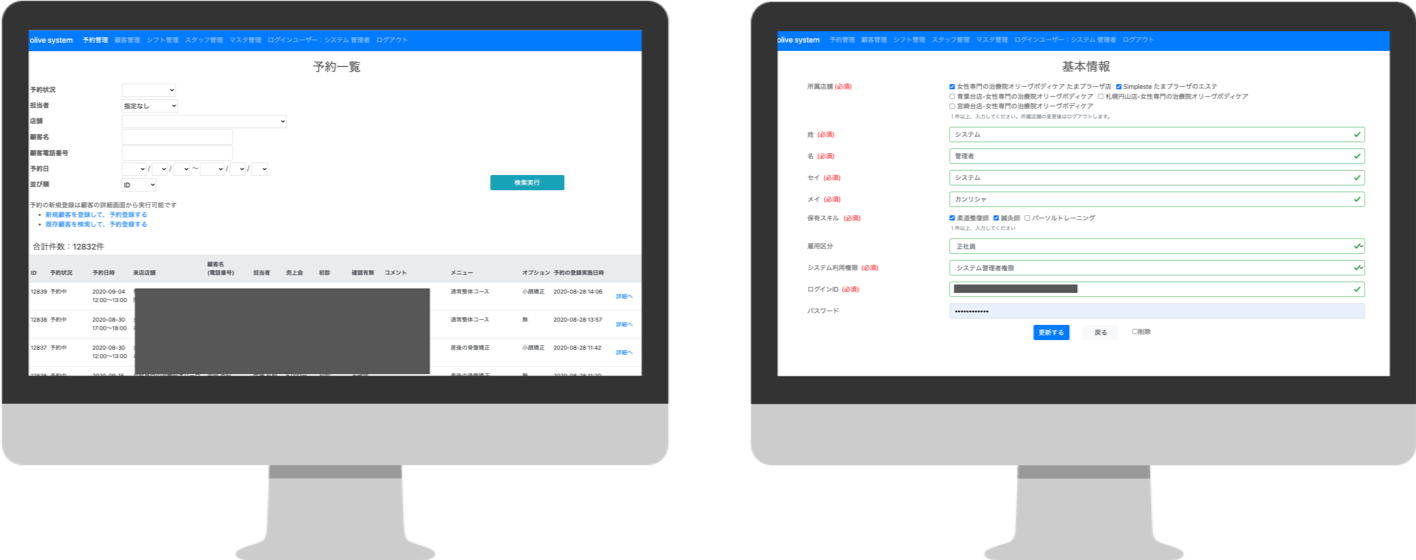 olive system 予約管理 顧客管理 シフト管理 スタッフ管理 マスタ管理 ログインユーザー：システム 管理者 ログアウト
予約一覧
予約状況
担当者 指定なし
店舗
顧客名
顧客電話番号
予約日 / / 〜 / /
並び順 ID
検索実行
予約の新規登録は顧客の詳細画面から実行可能です
• 新規顧客を登録して、予約登録する
• 既存顧客を検索して、予約登録する
合計件数：12832件
ID 予約状況 予約日時 来店店舗 顧客名 (電話番号) 担当者 売上金 初診 確認有無 コメント メニュー オプション 予約の登録実施日時
12839 予約中 2020-09-04 12:00〜13:00 通常整体コース 小顔矯正 2020-08-28 14:06 詳細へ
12838 予約中 2020-08-30 17:00〜18:00 通常整体コース 無 2020-08-28 13:57 詳細へ
12837 予約中 2020-08-30 12:00〜13:00 産後の骨盤矯正 小顔矯正 2020-08-28 11:42 詳細へ
olive system 予約管理 顧客管理 シフト管理 スタッフ管理 マスタ管理 ログインユーザー：システム 管理者 ログアウト
基本情報
所属店舗 (必須) 女性専門の治療院オリーヴボディケア たまプラーザ店 Simpleste たまプラーザのエステ
青葉台店-女性専門の治療院オリーヴボディケア 札幌円山店-女性専門の治療院オリーヴボディケア
宮崎台店-女性専門の治療院オリーヴボディケア
1件以上、入力してください。所属店舗の変更後はログアウトします。
姓 (必須) システム
名 (必須) 管理者
セイ (必須) システム
メイ (必須) カンリシャ
保有スキル (必須) 柔道整復師 鍼灸師 パーソルトレーニング
1件以上、入力してください
雇用区分 正社員
システム利用権限 (必須) システム管理者権限
ログインID (必須)
パスワード ••••••••••••
更新する 戻る 削除